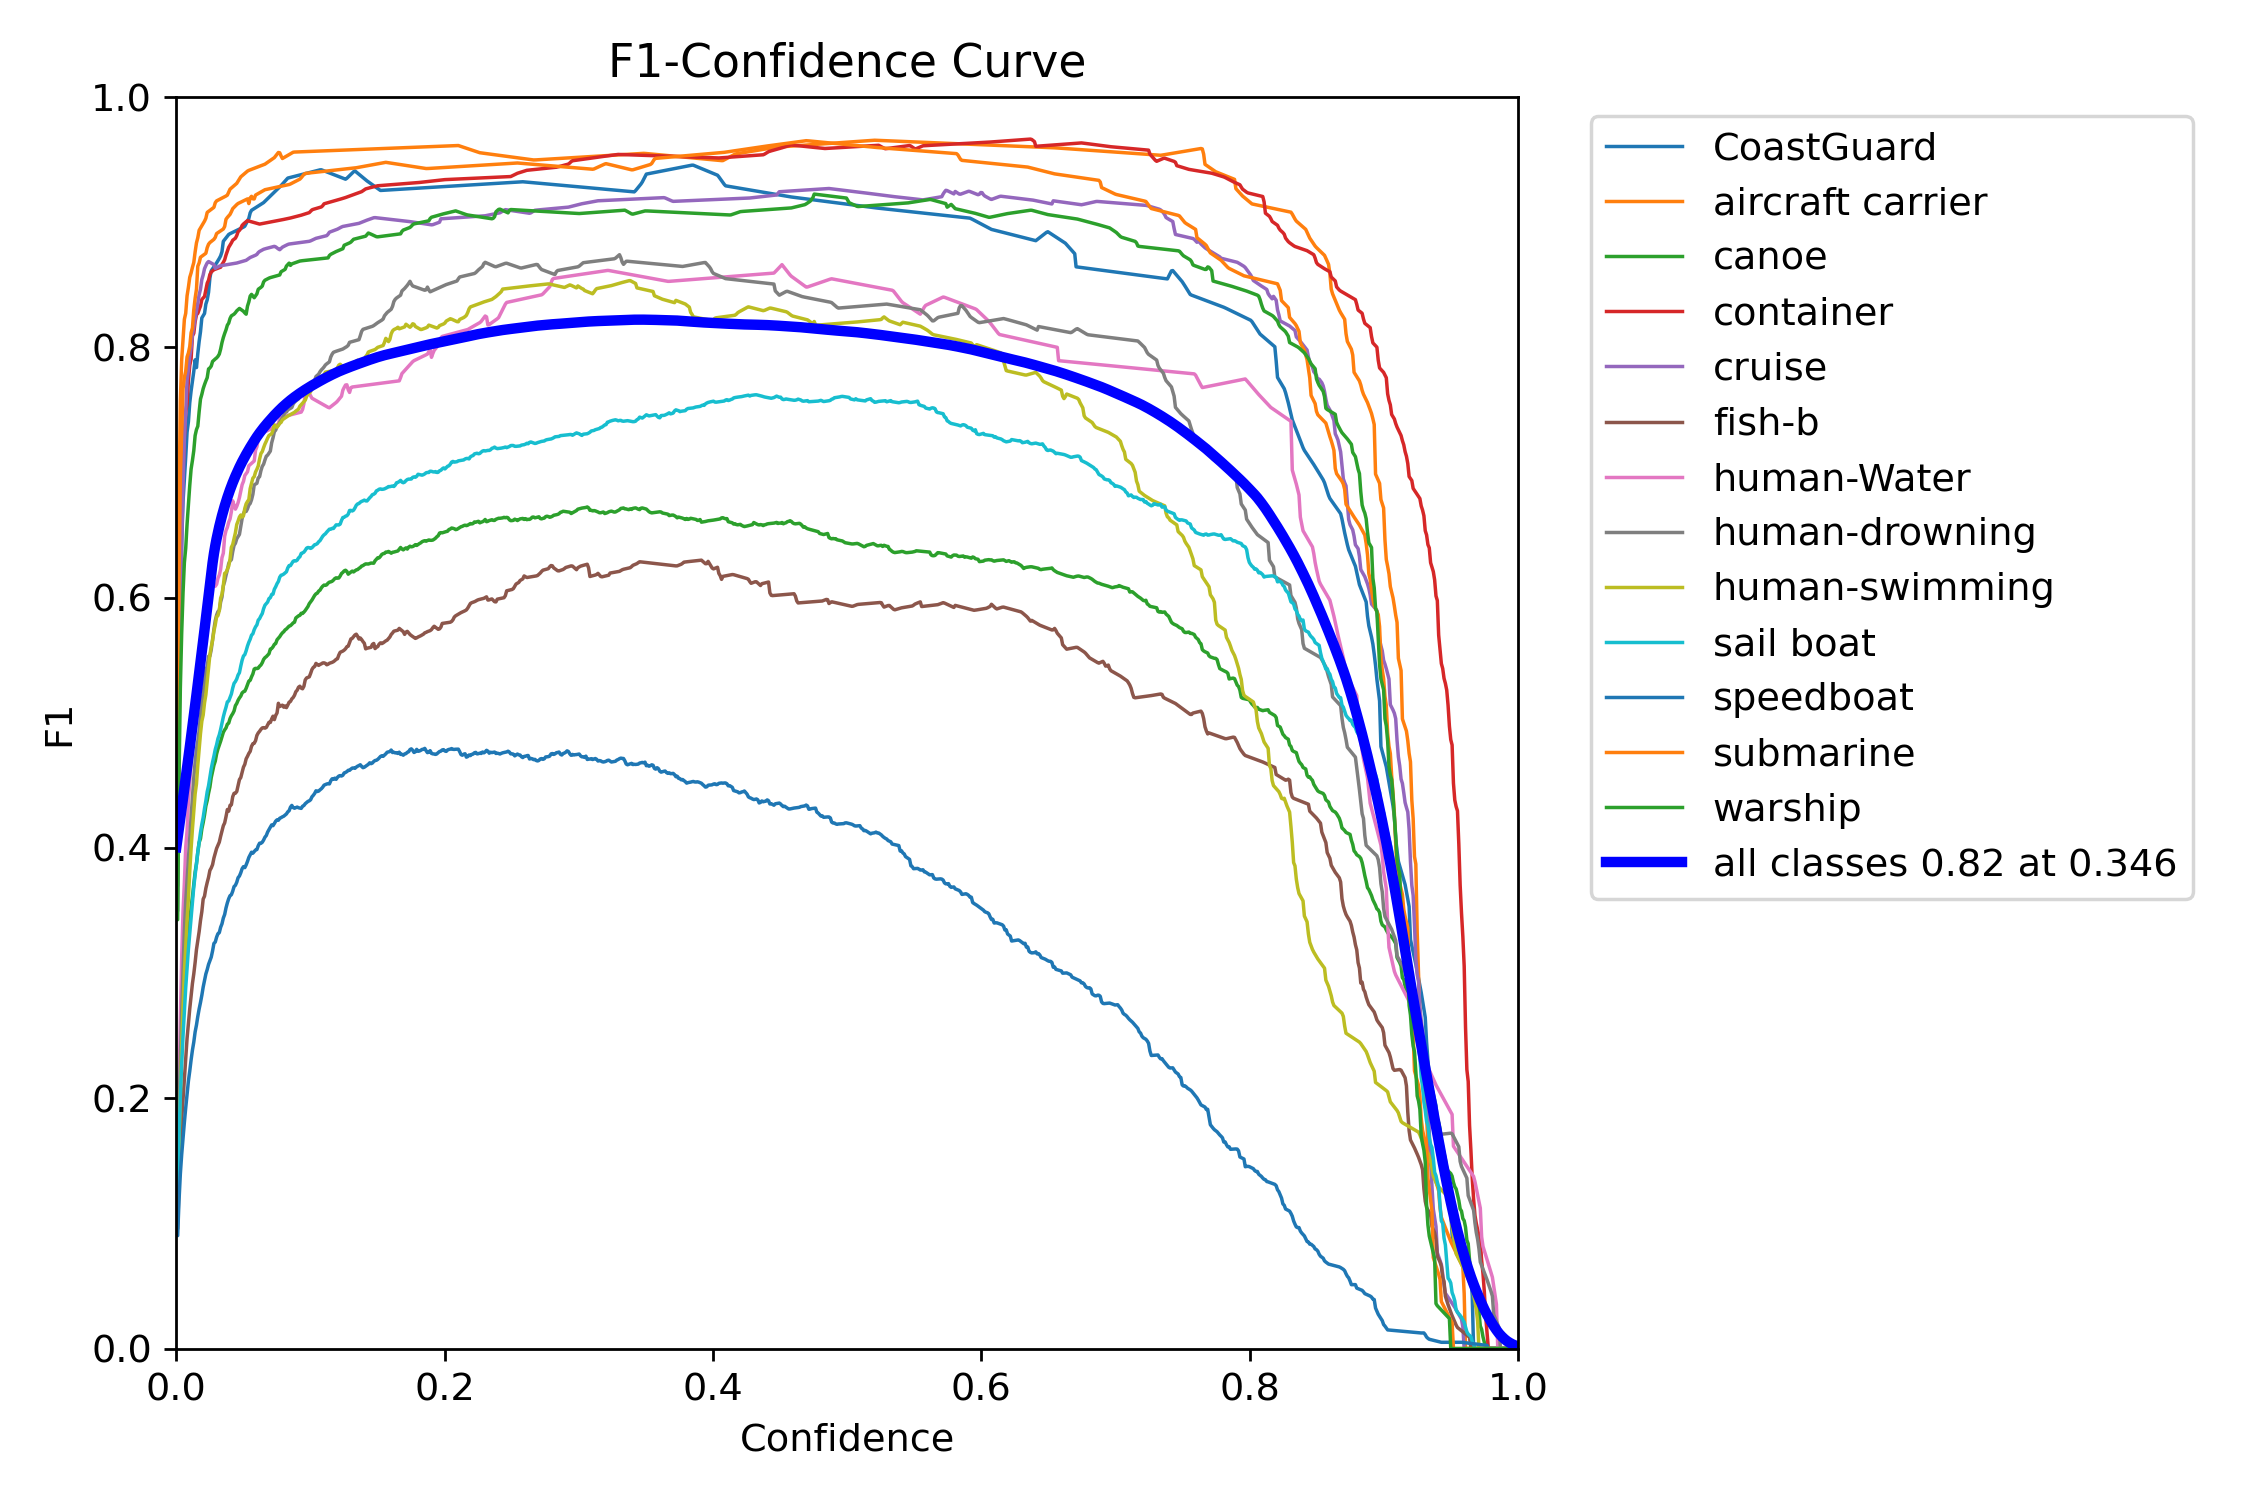 F1-Confidence Curve
1.0
0.8
0.6
0.4
0.2
0.0
F1
0.0 0.2 0.4 0.6 0.8 1.0
Confidence
CoastGuard
aircraft carrier
canoe
container
cruise
fish-b
human-Water
human-drowning
human-swimming
sail boat
speedboat
submarine
warship
all classes 0.82 at 0.346